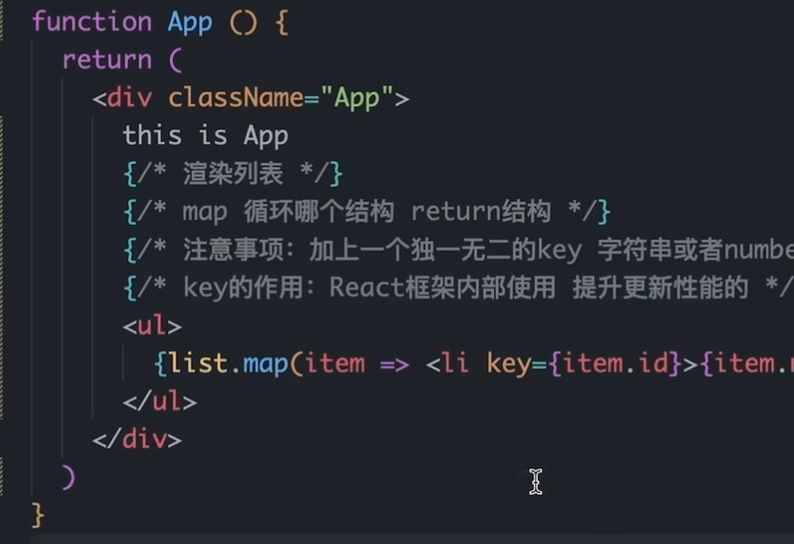 function App () {
return (
<div className="App">
this is App
{/* 渲染列表 */}
{/* map 循环哪个结构 return结构 */}
{/* 注意事项: 加上一个独一无二的key 字符串或者numbe
{/* key的作用: React框架内部使用 提升更新性能的 */
<ul>
{list.map(item => <li key={item.id}>{item.
</ul>
</div>
)
}